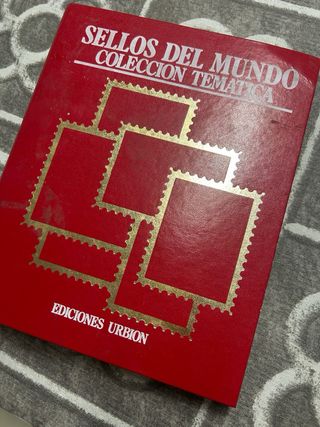 SELLOS DEL MUNDO
COLECCION TEMATICA
EDICIONES URBION